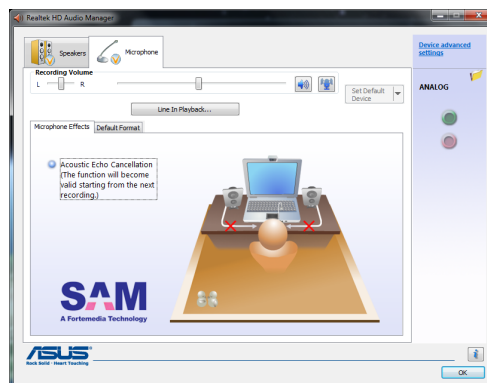 Realtek HD Audio Manager
Speakers
Microphone
Device advanced
settings
Recording Volume
L
R
Set Default
Device
ANALOG
Line In Playback...
Microphone Effects
Default Format
Acoustic Echo Cancellation
(The function will become
valid starting from the next
recording.)
SAM
A Fortemedia Technology
ASUS
Rock Solid · Heart Touching
i
OK